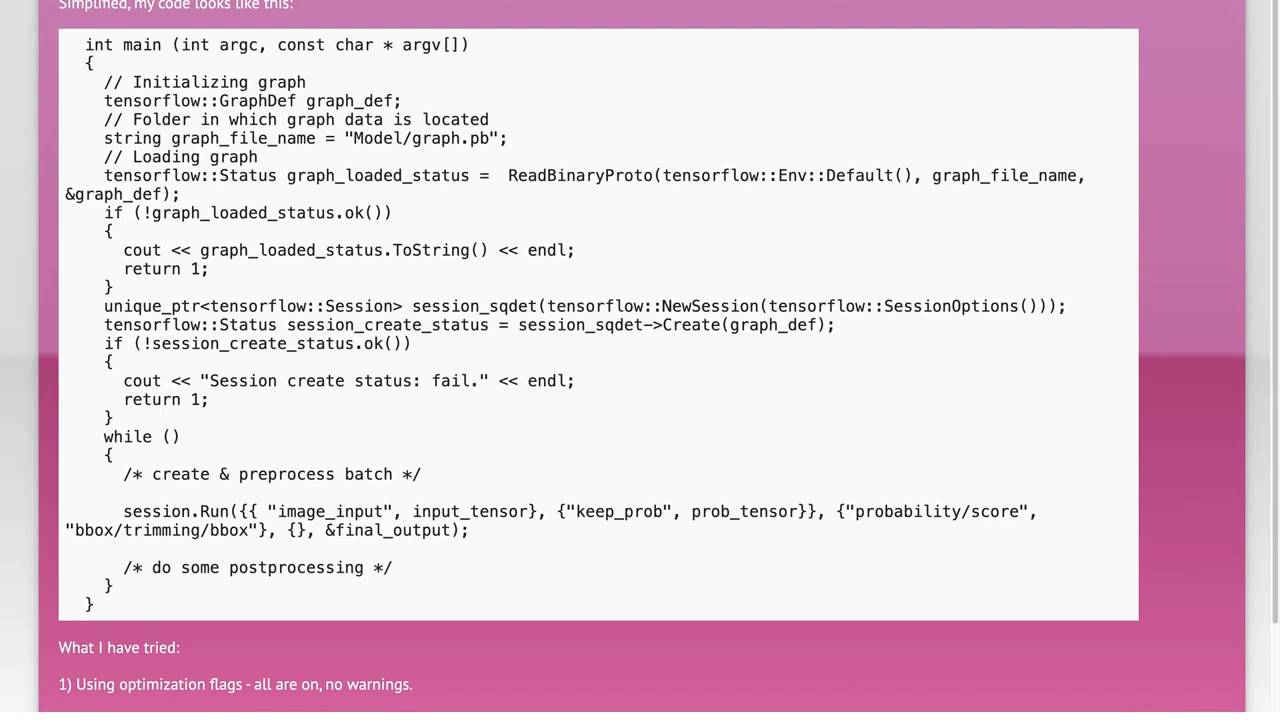 Simplified, my code looks like this:
int main (int argc, const char * argv[])
{
// Initializing graph
tensorflow::GraphDef graph_def;
// Folder in which graph data is located
string graph_file_name = "Model/graph.pb";
// Loading graph
tensorflow::Status graph_loaded_status =  ReadBinaryProto(tensorflow::Env::Default(), graph_file_name,
&graph_def);
if (!graph_loaded_status.ok())
{
cout << graph_loaded_status.ToString() << endl;
return 1;
}
unique_ptr<tensorflow::Session> session_sqdet(tensorflow::NewSession(tensorflow::SessionOptions()));
tensorflow::Status session_create_status = session_sqdet->Create(graph_def);
if (!session_create_status.ok())
{
cout << "Session create status: fail." << endl;
return 1;
}
while ()
{
/* create & preprocess batch */
session.Run({{ "image_input", input_tensor}, {"keep_prob", prob_tensor}}, {"probability/score",
"bbox/trimming/bbox"}, {}, &final_output);
/* do some postprocessing */
}
}
What I have tried:
1) Using optimization flags - all are on, no warnings.